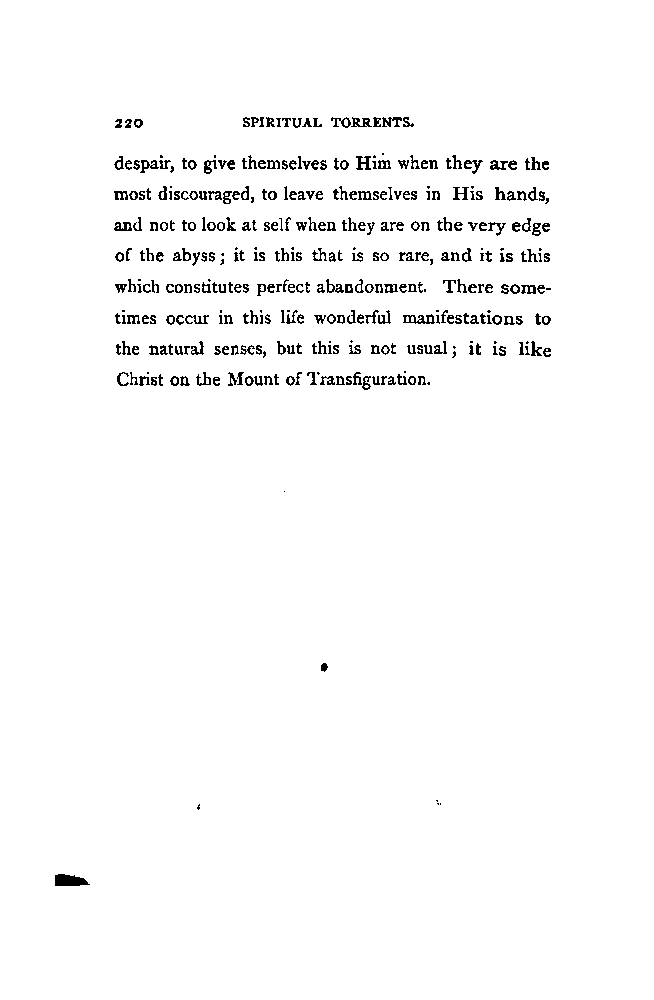 220 SPIRITUAL TORRENTS.
despair, to give themselves to Him when they are the
most discouraged, to leave themselves in His hands,
and not to look at self when they are on the very edge
of the abyss; it is this that is so rare, and it is this
which constitutes perfect abandonment. There some-
times occur in this life wonderful manifestations to
the natural senses, but this is not usual; it is like
Christ on the Mount of Transfiguration.